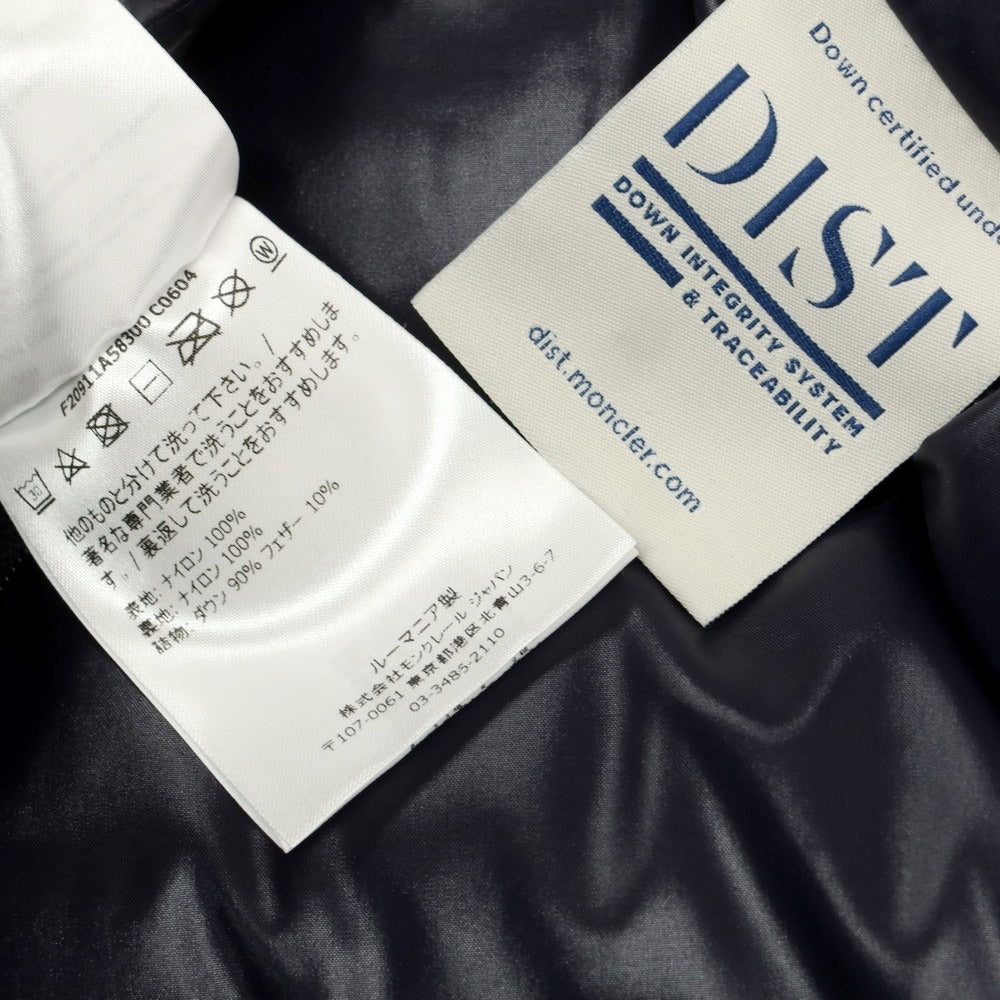 F20911A58300 C0604
W
30
他のものと分けて洗って下さい。/
著名な専門業者で洗うことをおすすめしま
す。/裏返して洗うことをおすすめします。
表地: ナイロン 100%
裏地: ナイロン 100%
詰物: ダウン 90% フェザー 10%
ルーマニア製
株式会社モンクレール ジャパン
〒107-0061 東京都港区北青山3-6-7
03-3485-2110
Down certified under
DIST
DOWN INTEGRITY SYSTEM
& TRACEABILITY
dist.moncler.com